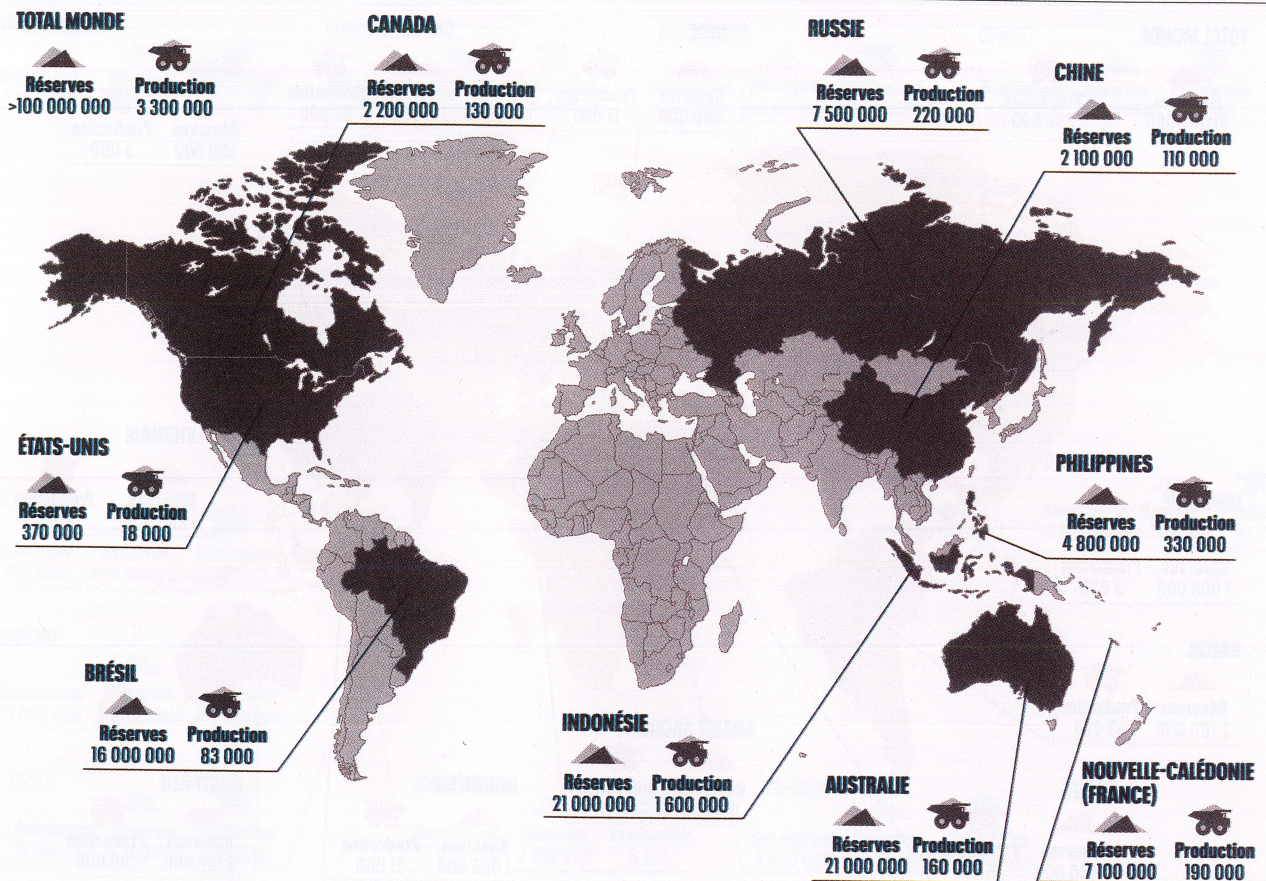 TOTAL MONDE
Réserves Production
>100 000 000 3 300 000
CANADA
Réserves Production
2 200 000 130 000
RUSSIE
Réserves Production
7 500 000 220 000
CHINE
Réserves Production
2 100 000 110 000
ÉTATS-UNIS
Réserves Production
370 000 18 000
PHILIPPINES
Réserves Production
4 800 000 330 000
BRÉSIL
Réserves Production
16 000 000 83 000
INDONÉSIE
Réserves Production
21 000 000 1 600 000
AUSTRALIE
Réserves Production
21 000 000 160 000
NOUVELLE-CALÉDONIE
(FRANCE)
Réserves Production
7 100 000 190 000